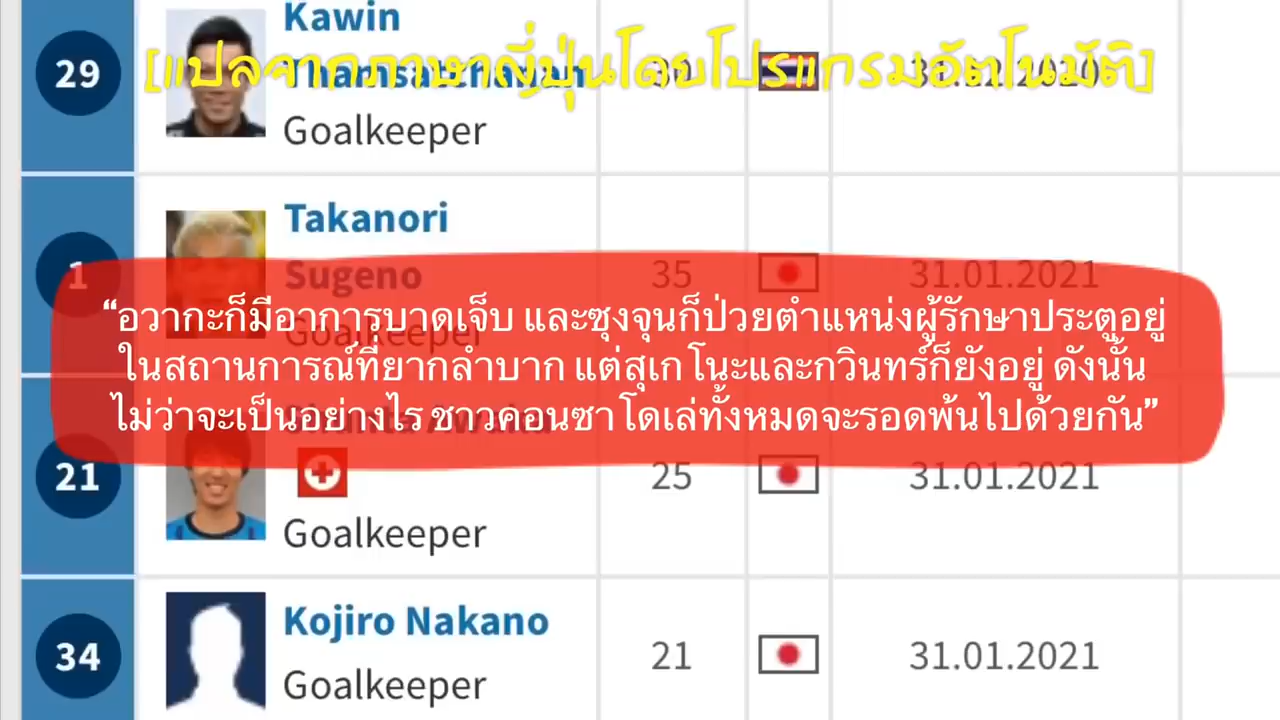 Kawin
[แปลจากภาษาญี่ปุ่นโดยโปรแกรมอัตโนมัติ]
29 Thamsatchanan 30 31.12.2020
Goalkeeper
Takanori
1 Sugeno 35 31.01.2021
Goalkeeper
“อวากะก็มีอาการบาดเจ็บ และซุงจุนก็ป่วยตำแหน่งผู้รักษาประตูอยู่
ในสถานการณ์ที่ยากลำบาก แต่สุเกโนะและกวินทร์ก็ยังอยู่ ดังนั้น
ไม่ว่าจะเป็นอย่างไร ชาวคอนซาโดเล่ทั้งหมดจะรอดพ้นไปด้วยกัน”
Shunta Awaka
21 25 31.01.2021
Goalkeeper
Kojiro Nakano
34 21 31.01.2021
Goalkeeper